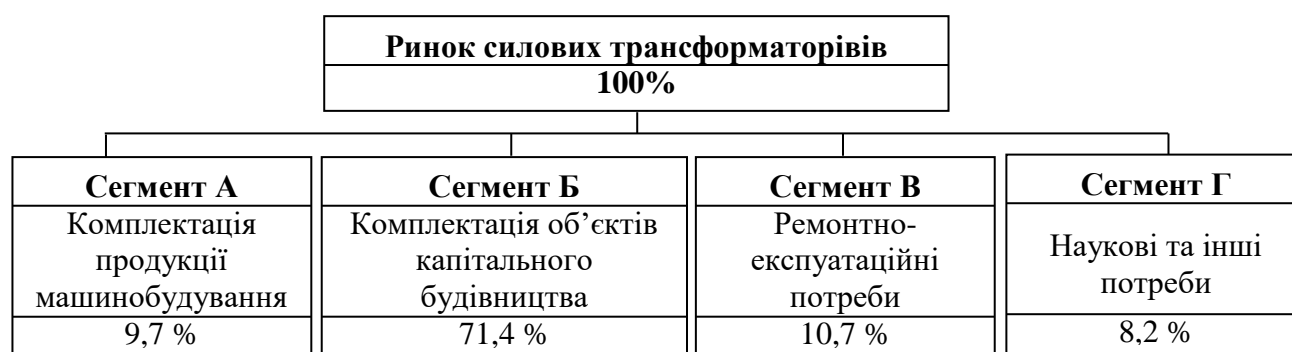 Ринок силових трансформаторівів
100%
Сегмент А
Комплектація
продукції
машинобудування
9,7 %
Сегмент Б
Комплектація об’єктів
капітального
будівництва
71,4 %
Сегмент В
Ремонтно-
експуатаційні
потреби
10,7 %
Сегмент Г
Наукові та інші
потреби
8,2 %